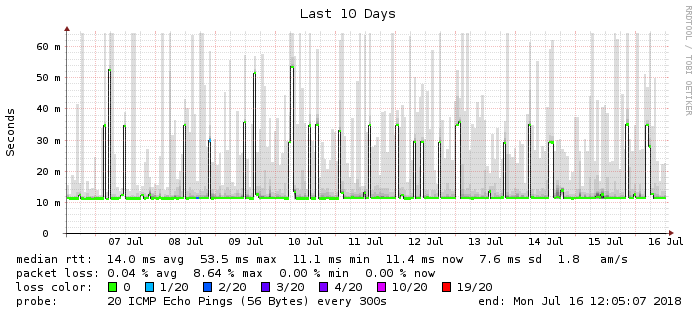 Last 10 Days
RRDTOOL / TOBI OETIKER
Seconds
60 m
50 m
40 m
30 m
20 m
10 m
0
07 Jul 08 Jul 09 Jul 10 Jul 11 Jul 12 Jul 13 Jul 14 Jul 15 Jul 16 Jul
median rtt: 14.0 ms avg 53.5 ms max 11.1 ms min 11.4 ms now 7.6 ms sd 1.8 am/s
packet loss: 0.04 % avg 8.64 % max 0.00 % min 0.00 % now
loss color: 0 1/20 2/20 3/20 4/20 10/20 19/20
probe: 20 ICMP Echo Pings (56 Bytes) every 300s end: Mon Jul 16 12:05:07 2018